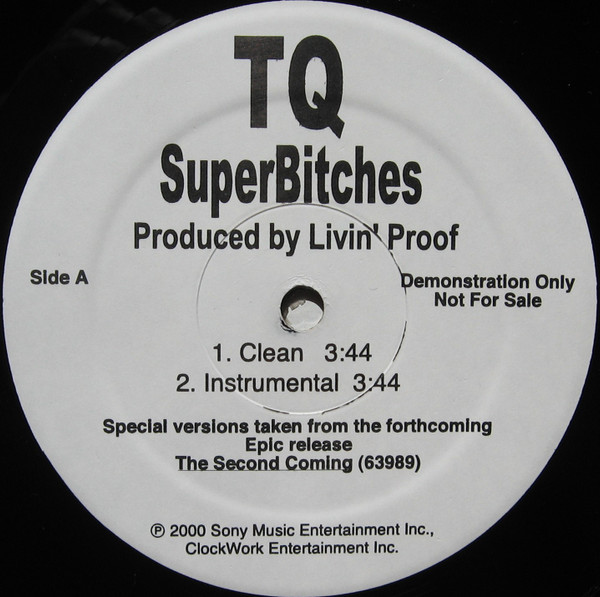 TQ
SuperBitches
Produced by Livin' Proof
Side A
Demonstration Only
Not For Sale
1. Clean 3:44
2. Instrumental 3:44
Special versions taken from the forthcoming
Epic release
The Second Coming (63989)
℗ 2000 Sony Music Entertainment Inc.,
ClockWork Entertainment Inc.